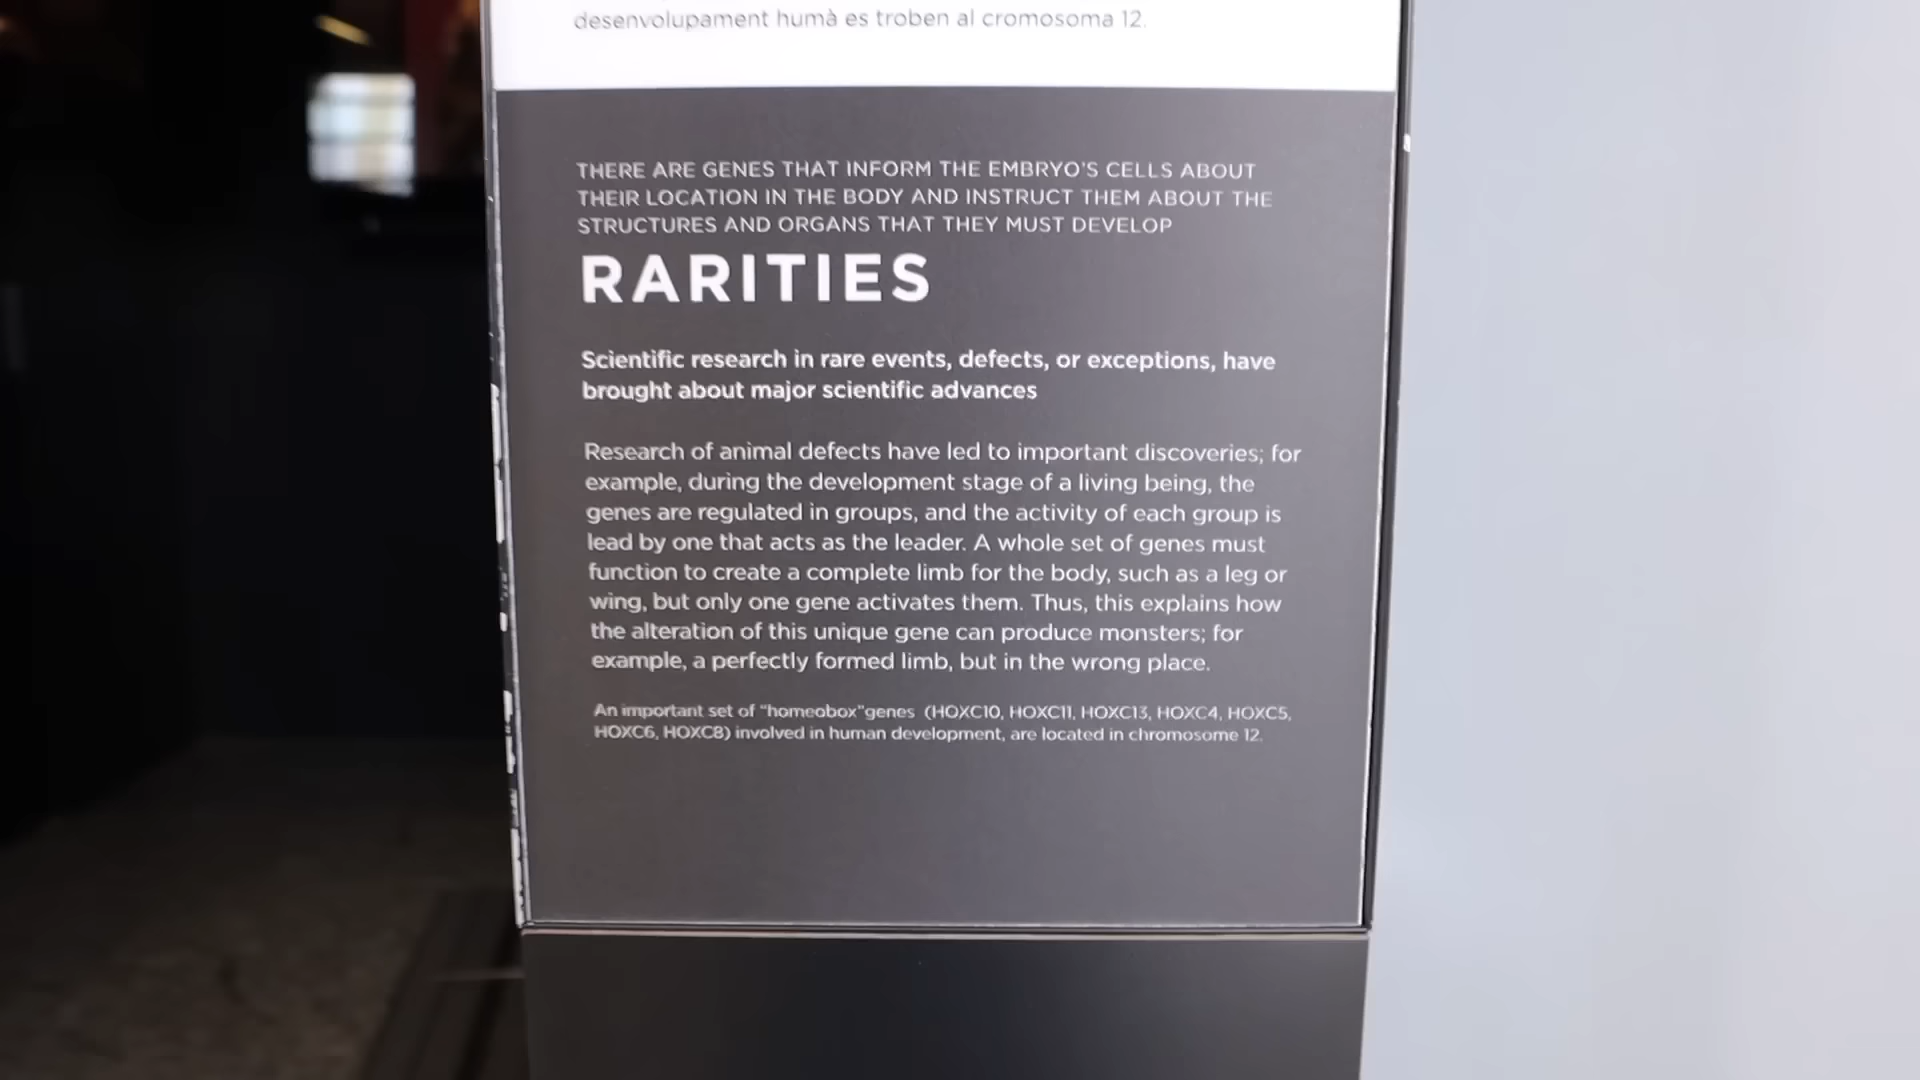 desenvolupament humà es troben al cromosoma 12.
THERE ARE GENES THAT INFORM THE EMBRYO'S CELLS ABOUT
THEIR LOCATION IN THE BODY AND INSTRUCT THEM ABOUT THE
STRUCTURES AND ORGANS THAT THEY MUST DEVELOP
RARITIES
Scientific research in rare events, defects, or exceptions, have
brought about major scientific advances
Research of animal defects have led to important discoveries; for
example, during the development stage of a living being, the
genes are regulated in groups, and the activity of each group is
lead by one that acts as the leader. A whole set of genes must
function to create a complete limb for the body, such as a leg or
wing, but only one gene activates them. Thus, this explains how
the alteration of this unique gene can produce monsters; for
example, a perfectly formed limb, but in the wrong place.
An important set of "homeobox"genes (HOXC10, HOXC11, HOXC13, HOXC4, HOXC5,
HOXC6, HOXC8) involved in human development, are located in chromosome 12.